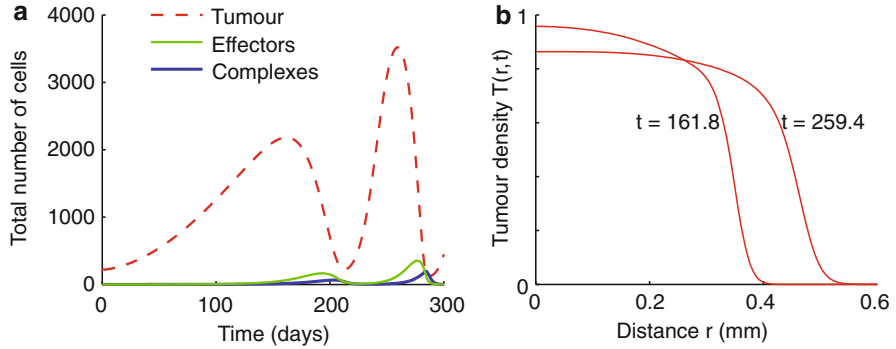 a
Tumour
Effectors
Complexes
4000
3000
2000
1000
0
Total number of cells
0
100
200
300
Time (days)
b
1
0
Tumour density T(r,t)
t = 161.8
t = 259.4
0
0.2
0.4
0.6
Distance r (mm)